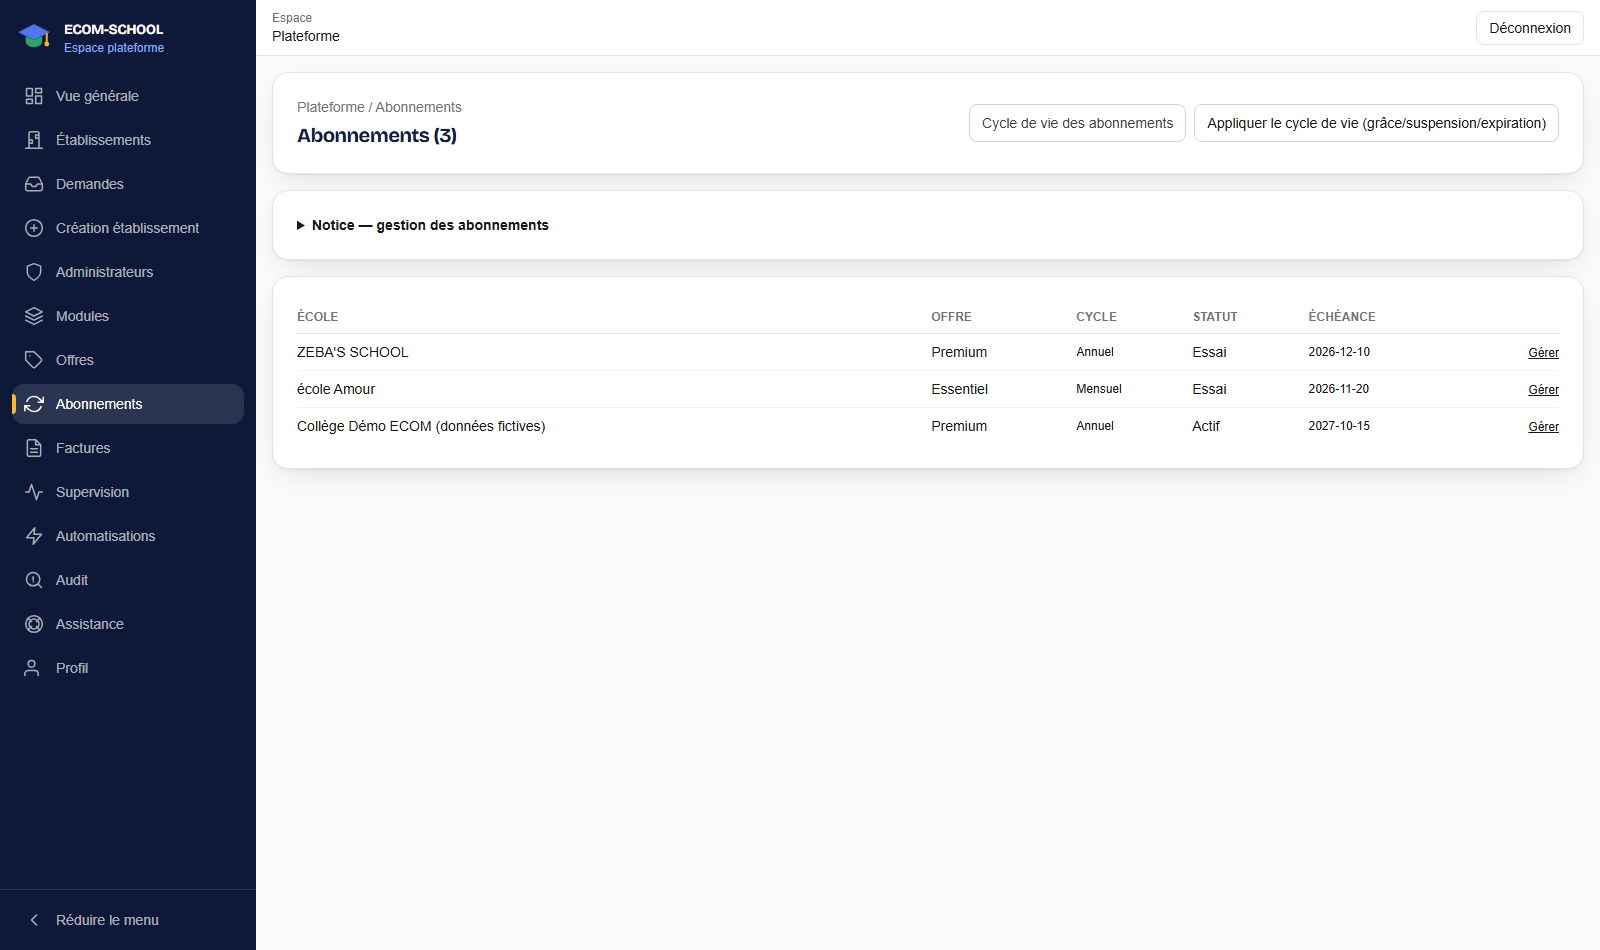 ECOM-SCHOOL
Espace plateforme
Vue générale
Établissements
Demandes
Création établissement
Administrateurs
Modules
Offres
Abonnements
Factures
Supervision
Automatisations
Audit
Assistance
Profil
Réduire le menu
Espace
Plateforme
Déconnexion
Plateforme / Abonnements
Abonnements (3)
Cycle de vie des abonnements
Appliquer le cycle de vie (grâce/suspension/expiration)
Notice — gestion des abonnements
ÉCOLE OFFRE CYCLE STATUT ÉCHÉANCE
ZEBA'S SCHOOL Premium Annuel Essai 2026-12-10 Gérer
école Amour Essentiel Mensuel Essai 2026-11-20 Gérer
Collège Démo ECOM (données fictives) Premium Annuel Actif 2027-10-15 Gérer